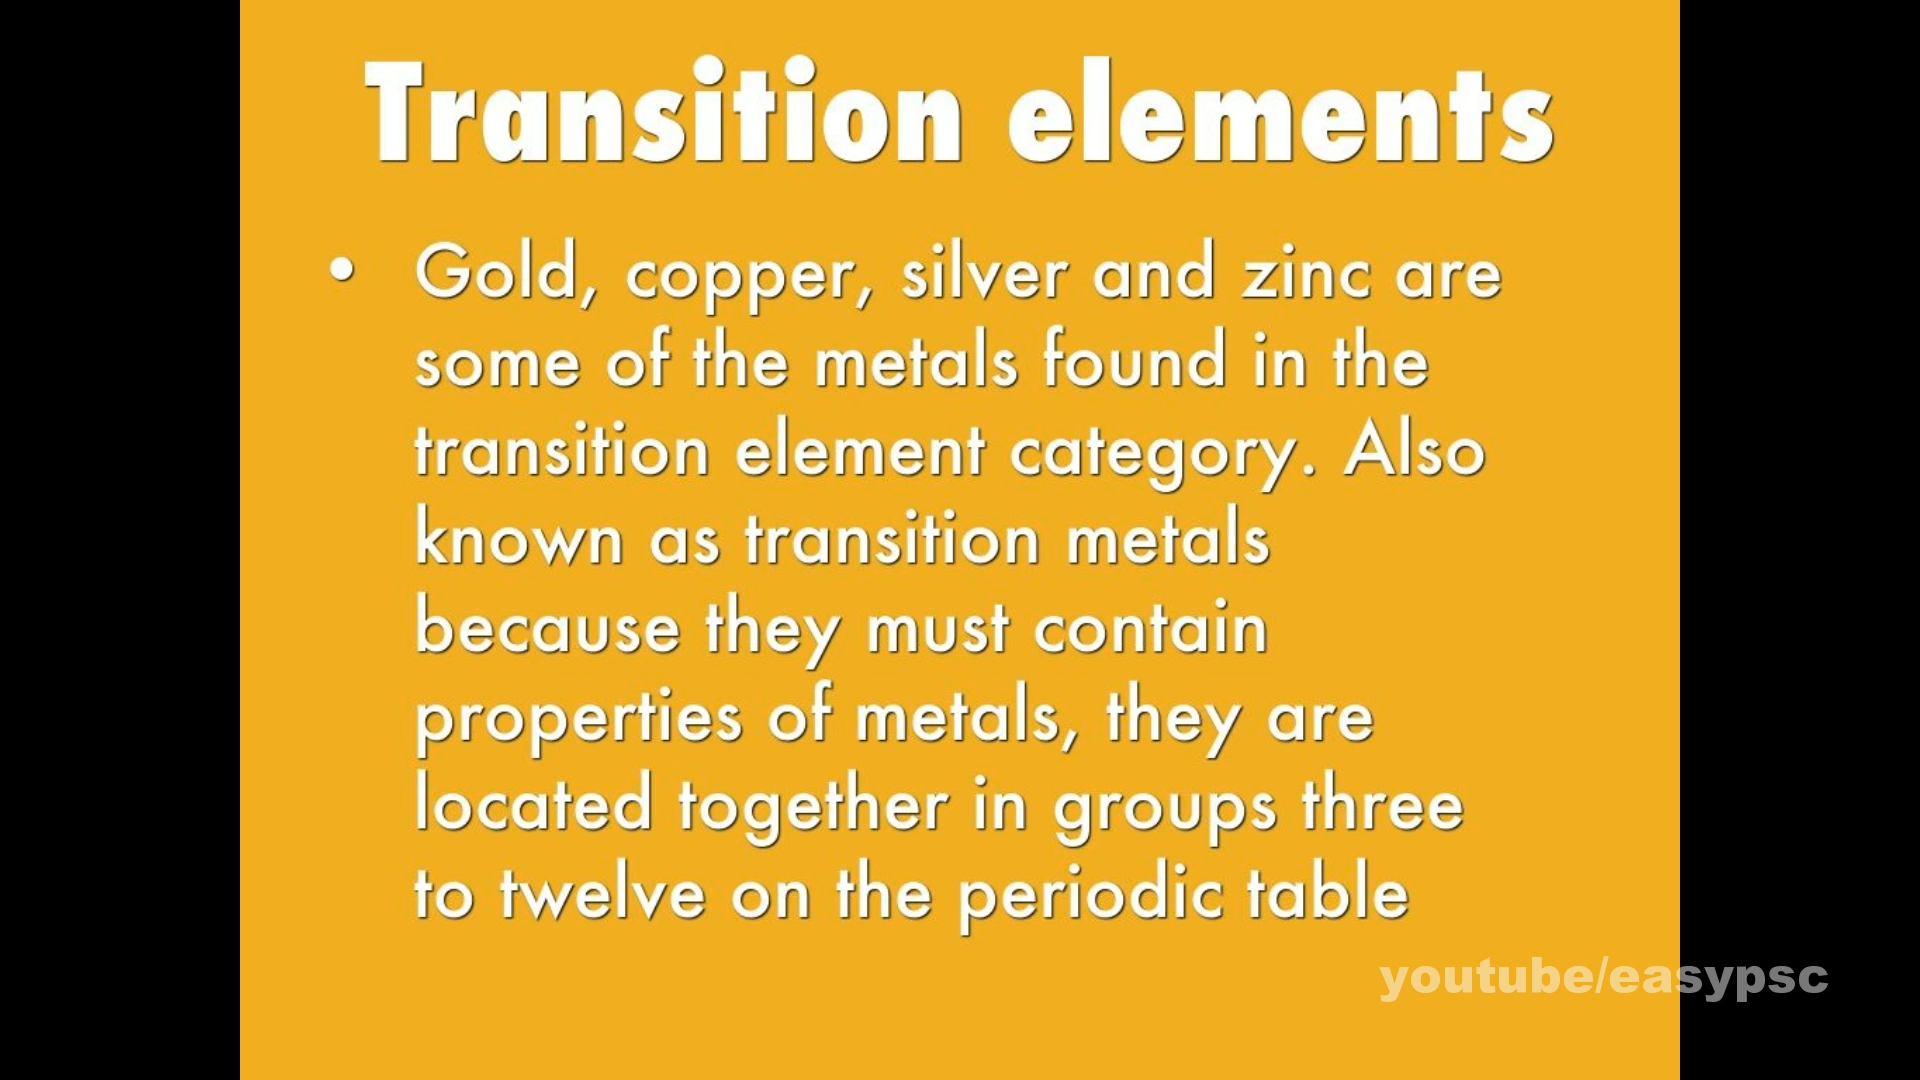 Transition elements
• Gold, copper, silver and zinc are
some of the metals found in the
transition element category. Also
known as transition metals
because they must contain
properties of metals, they are
located together in groups three
to twelve on the periodic table
youtube/easypsc